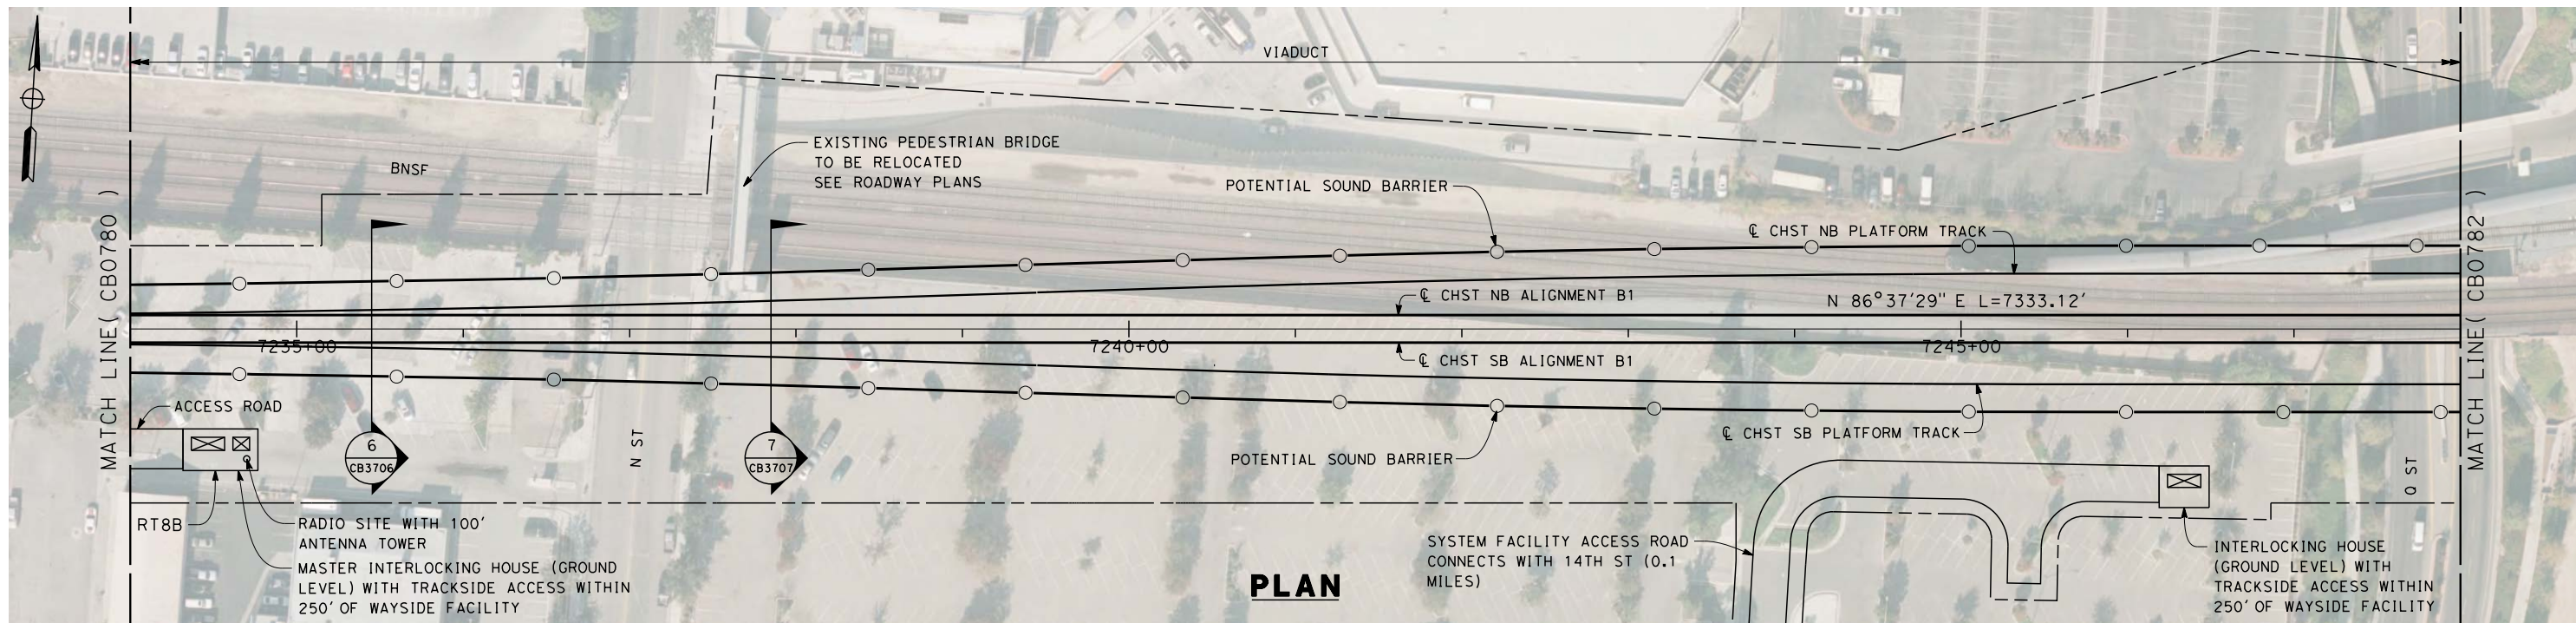 VIADUCT
EXISTING PEDESTRIAN BRIDGE
TO BE RELOCATED
SEE ROADWAY PLANS
BNSF
POTENTIAL SOUND BARRIER
℄ CHST NB PLATFORM TRACK
MATCH LINE( CB0780 )
MATCH LINE( CB0782 )
℄ CHST NB ALIGNMENT B1
N 86°37'29" E L=7333.12'
7235+00
7240+00
7245+00
℄ CHST SB ALIGNMENT B1
ACCESS ROAD
℄ CHST SB PLATFORM TRACK
6
CB3706
N ST
7
CB3707
POTENTIAL SOUND BARRIER
Q ST
RT8B
RADIO SITE WITH 100'
ANTENNA TOWER
MASTER INTERLOCKING HOUSE (GROUND
LEVEL) WITH TRACKSIDE ACCESS WITHIN
250' OF WAYSIDE FACILITY
PLAN
SYSTEM FACILITY ACCESS ROAD
CONNECTS WITH 14TH ST (0.1
MILES)
INTERLOCKING HOUSE
(GROUND LEVEL) WITH
TRACKSIDE ACCESS WITHIN
250' OF WAYSIDE FACILITY